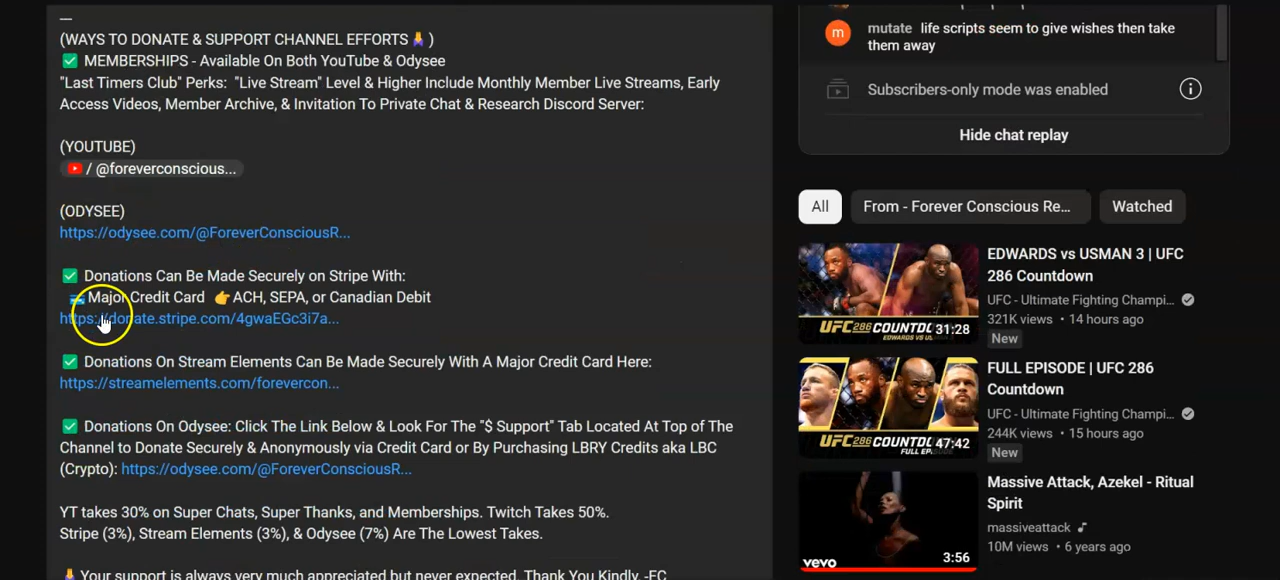 —
(WAYS TO DONATE & SUPPORT CHANNEL EFFORTS🙏)
✅ MEMBERSHIPS - Available On Both YouTube & Odysee
"Last Timers Club" Perks: "Live Stream" Level & Higher Include Monthly Member Live Streams, Early
Access Videos, Member Archive, & Invitation To Private Chat & Research Discord Server:
(YOUTUBE)
/ @foreverconscious...
(ODYSEE)
https://odysee.com/@ForeverConsciousR...
✅ Donations Can Be Made Securely on Stripe With:
💳Major Credit Card 👉ACH, SEPA, or Canadian Debit
https://donate.stripe.com/4gwaEGc3i7a...
✅ Donations On Stream Elements Can Be Made Securely With A Major Credit Card Here:
https://streamelements.com/forevercon...
✅ Donations On Odysee: Click The Link Below & Look For The "$ Support" Tab Located At Top of The
Channel to Donate Securely & Anonymously via Credit Card or By Purchasing LBRY Credits aka LBC
(Crypto): https://odysee.com/@ForeverConsciousR...
YT takes 30% on Super Chats, Super Thanks, and Memberships. Twitch Takes 50%.
Stripe (3%), Stream Elements (3%), & Odysee (7%) Are The Lowest Takes.
🙏Your support is always very much appreciated but never expected. Thank You Kindly. -FC
m
mutate life scripts seem to give wishes then take
them away
Subscribers-only mode was enabled
Hide chat replay
All
From - Forever Conscious Re...
Watched
UFC 286 COUNTDO
31:28
EDWARDS vs USMAN 3 | UFC
286 Countdown
UFC - Ultimate Fighting Champi...
321K views • 14 hours ago
New
UFC 286 COUNTDOWN
FULL EP
47:42
FULL EPISODE | UFC 286
Countdown
UFC - Ultimate Fighting Champi...
244K views • 15 hours ago
New
vevo
3:56
Massive Attack, Azekel - Ritual
Spirit
massiveattack ♪
10M views • 6 years ago